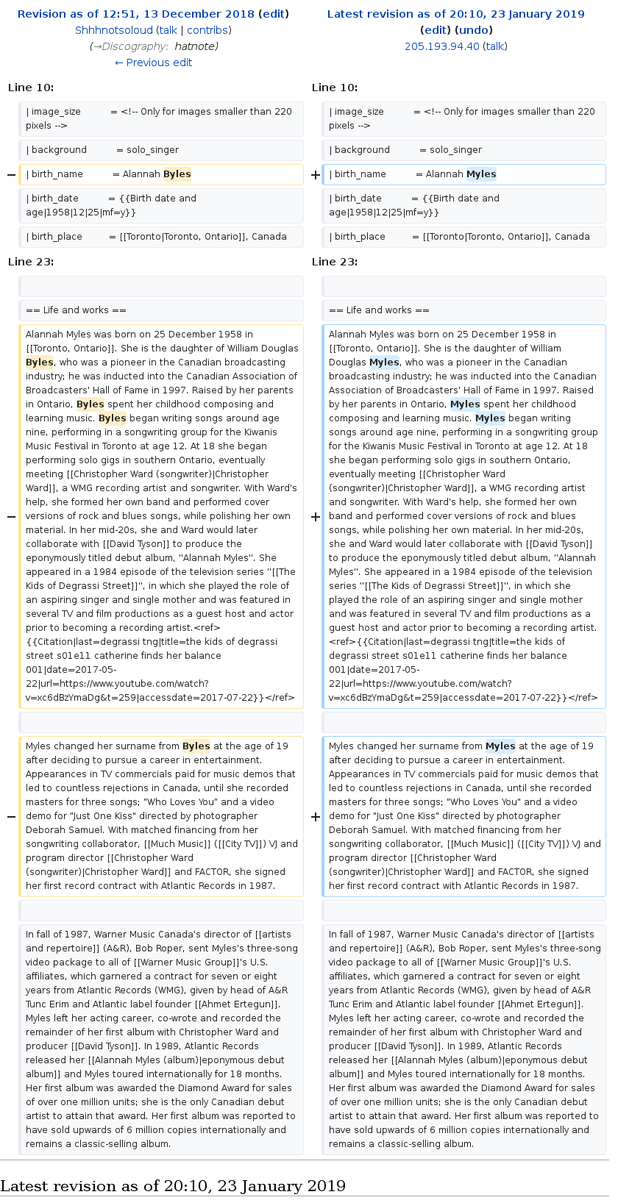 Revision as of 12:51, 13 December 2018 (edit)
Shhhnotsoloud (talk | contribs)
(→Discography: hatnote)
← Previous edit
Latest revision as of 20:10, 23 January 2019
(edit) (undo)
205.193.94.40 (talk)
Line 10:
| image_size = <!-- Only for images smaller than 220
pixels -->
| background = solo_singer
− | birth_name = Alannah Byles
| birth_date = {{Birth date and
age|1958|12|25|mf=y}}
| birth_place = [[Toronto|Toronto, Ontario]], Canada
Line 23:
== Life and works ==
Alannah Myles was born on 25 December 1958 in
[[Toronto, Ontario]]. She is the daughter of William Douglas
Byles, who was a pioneer in the Canadian broadcasting
industry; he was inducted into the Canadian Association of
Broadcasters' Hall of Fame in 1997. Raised by her parents
in Ontario, Byles spent her childhood composing and
learning music. Byles began writing songs around age
nine, performing in a songwriting group for the Kiwanis
Music Festival in Toronto at age 12. At 18 she began
performing solo gigs in southern Ontario, eventually
meeting [[Christopher Ward (songwriter)|Christopher
Ward]], a WMG recording artist and songwriter. With Ward's
help, she formed her own band and performed cover
− versions of rock and blues songs, while polishing her own
material. In her mid-20s, she and Ward would later
collaborate with [[David Tyson]] to produce the
eponymously titled debut album, ''Alannah Myles''. She
appeared in a 1984 episode of the television series ''[[The
Kids of Degrassi Street]]'', in which she played the role of
an aspiring singer and single mother and was featured in
several TV and film productions as a guest host and actor
prior to becoming a recording artist.<ref>
{{Citation|last=degrassi tng|title=the kids of degrassi
street s01e11 catherine finds her balance
001|date=2017-05-
22|url=https://www.youtube.com/watch?
v=xc6dBzYmaDg&t=259|accessdate=2017-07-22}}</ref>
Myles changed her surname from Byles at the age of 19
after deciding to pursue a career in entertainment.
Appearances in TV commercials paid for music demos that
led to countless rejections in Canada, until she recorded
masters for three songs; "Who Loves You" and a video
− demo for "Just One Kiss" directed by photographer
Deborah Samuel. With matched financing from her
songwriting collaborator, [[Much Music]] ([[City TV]]) VJ and
program director [[Christopher Ward
(songwriter)|Christopher Ward]] and FACTOR, she signed
her first record contract with Atlantic Records in 1987.
In fall of 1987, Warner Music Canada's director of [[artists
and repertoire]] (A&R), Bob Roper, sent Myles's three-song
video package to all of [[Warner Music Group]]'s U.S.
affiliates, which garnered a contract for seven or eight
years from Atlantic Records (WMG), given by head of A&R
Tunc Erim and Atlantic label founder [[Ahmet Ertegun]].
Myles left her acting career, co-wrote and recorded the
remainder of her first album with Christopher Ward and
producer [[David Tyson]]. In 1989, Atlantic Records
released her [[Alannah Myles (album)|eponymous debut
album]] and Myles toured internationally for 18 months.
Her first album was awarded the Diamond Award for sales
of over one million units; she is the only Canadian debut
artist to attain that award. Her first album was reported to
have sold upwards of 6 million copies internationally and
remains a classic-selling album.
Line 10:
| image_size = <!-- Only for images smaller than 220
pixels -->
| background = solo_singer
+ | birth_name = Alannah Myles
| birth_date = {{Birth date and
age|1958|12|25|mf=y}}
| birth_place = [[Toronto|Toronto, Ontario]], Canada
Line 23:
== Life and works ==
Alannah Myles was born on 25 December 1958 in
[[Toronto, Ontario]]. She is the daughter of William
Douglas Myles, who was a pioneer in the Canadian
broadcasting industry; he was inducted into the Canadian
Association of Broadcasters' Hall of Fame in 1997. Raised
by her parents in Ontario, Myles spent her childhood
composing and learning music. Myles began writing
songs around age nine, performing in a songwriting group
for the Kiwanis Music Festival in Toronto at age 12. At 18
she began performing solo gigs in southern Ontario,
eventually meeting [[Christopher Ward
(songwriter)|Christopher Ward]], a WMG recording artist
and songwriter. With Ward's help, she formed her own
+ band and performed cover versions of rock and blues
songs, while polishing her own material. In her mid-20s,
she and Ward would later collaborate with [[David Tyson]]
to produce the eponymously titled debut album, ''Alannah
Myles''. She appeared in a 1984 episode of the television
series ''[[The Kids of Degrassi Street]]'', in which she
played the role of an aspiring singer and single mother
and was featured in several TV and film productions as a
guest host and actor prior to becoming a recording artist.
<ref>{{Citation|last=degrassi tng|title=the kids of
degrassi street s01e11 catherine finds her balance
001|date=2017-05-
22|url=https://www.youtube.com/watch?
v=xc6dBzYmaDg&t=259|accessdate=2017-07-22}}</ref>
Myles changed her surname from Myles at the age of 19
after deciding to pursue a career in entertainment.
Appearances in TV commercials paid for music demos that
led to countless rejections in Canada, until she recorded
masters for three songs; "Who Loves You" and a video
+ demo for "Just One Kiss" directed by photographer
Deborah Samuel. With matched financing from her
songwriting collaborator, [[Much Music]] ([[City TV]]) VJ
and program director [[Christopher Ward
(songwriter)|Christopher Ward]] and FACTOR, she signed
her first record contract with Atlantic Records in 1987.
In fall of 1987, Warner Music Canada's director of [[artists
and repertoire]] (A&R), Bob Roper, sent Myles's three-song
video package to all of [[Warner Music Group]]'s U.S.
affiliates, which garnered a contract for seven or eight
years from Atlantic Records (WMG), given by head of A&R
Tunc Erim and Atlantic label founder [[Ahmet Ertegun]].
Myles left her acting career, co-wrote and recorded the
remainder of her first album with Christopher Ward and
producer [[David Tyson]]. In 1989, Atlantic Records
released her [[Alannah Myles (album)|eponymous debut
album]] and Myles toured internationally for 18 months.
Her first album was awarded the Diamond Award for sales
of over one million units; she is the only Canadian debut
artist to attain that award. Her first album was reported to
have sold upwards of 6 million copies internationally and
remains a classic-selling album.
Latest revision as of 20:10, 23 January 2019